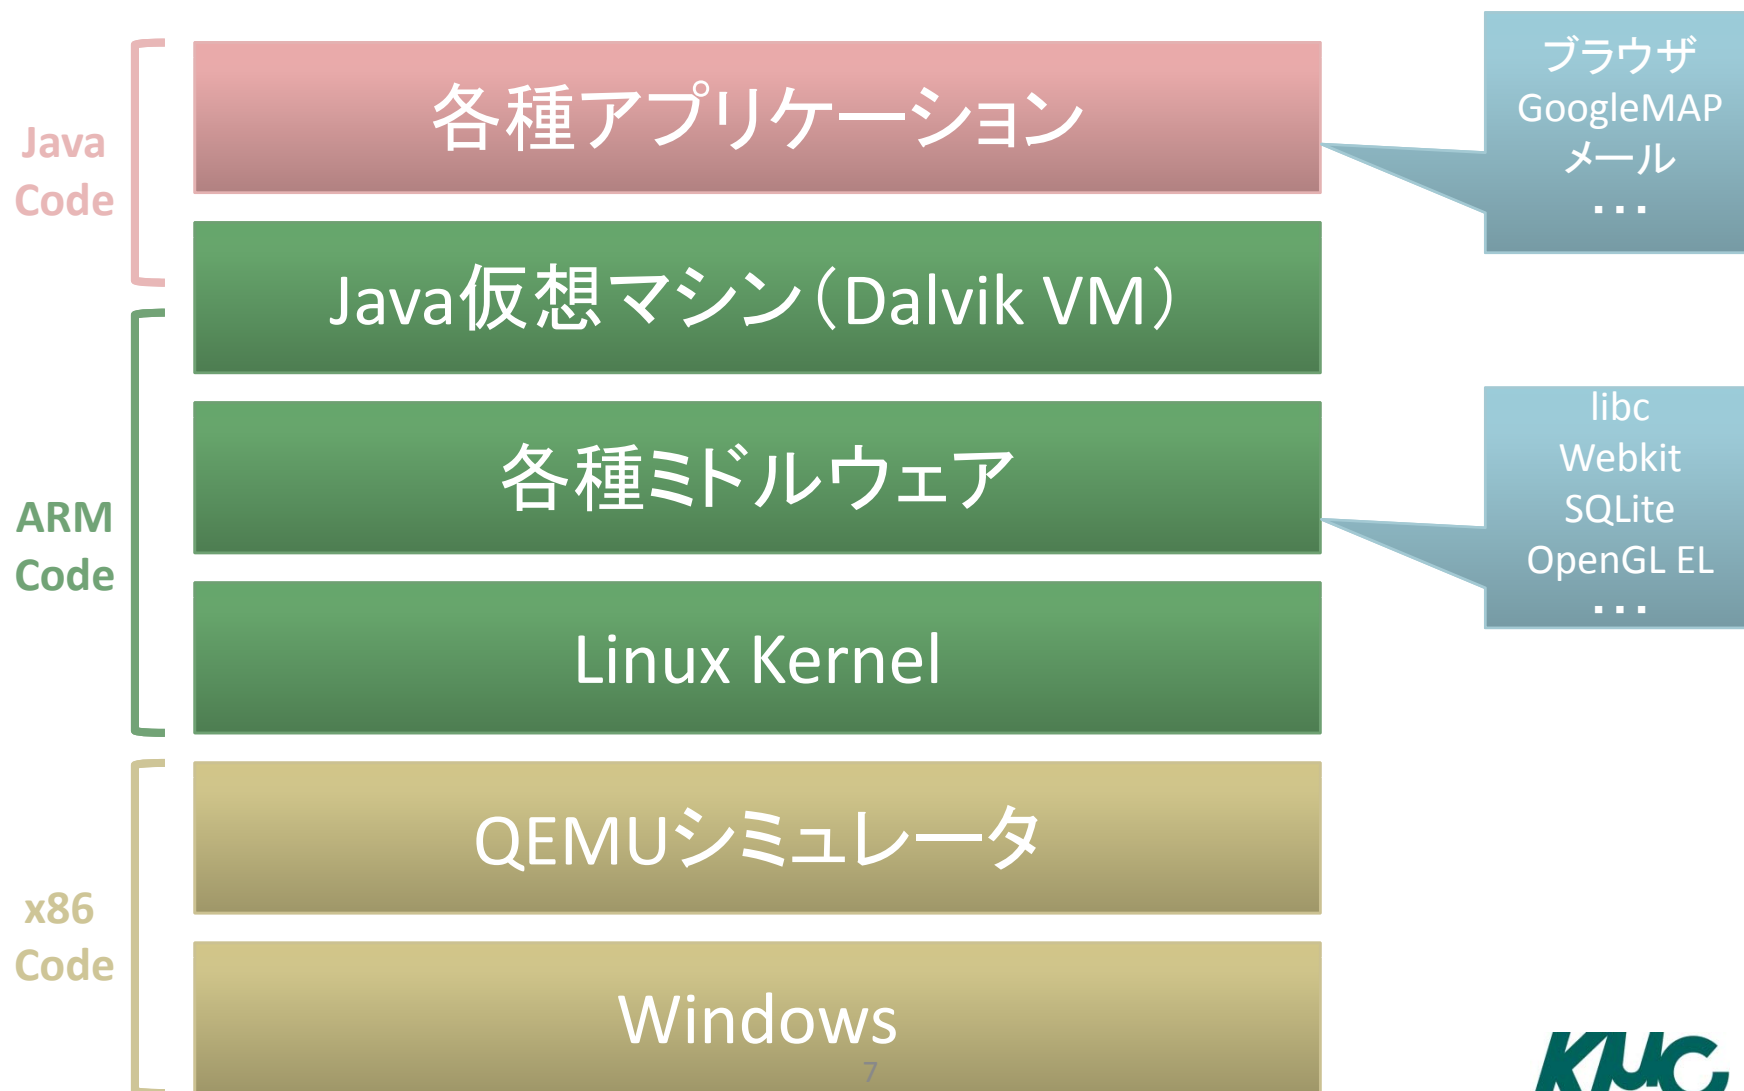 Java
Code
各種アプリケーション
ブラウザ
GoogleMAP
メール
・・・
Java仮想マシン（Dalvik VM）
ARM
Code
各種ミドルウェア
libc
Webkit
SQLite
OpenGL EL
・・・
Linux Kernel
x86
Code
QEMUシミュレータ
Windows
7
KMC